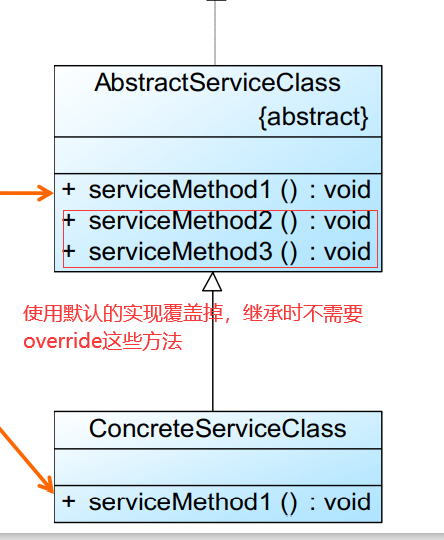 AbstractServiceClass
{abstract}
+ serviceMethod1 () : void
+ serviceMethod2 () : void
+ serviceMethod3 () : void
使用默认的实现覆盖掉，继承时不需要
override这些方法
ConcreteServiceClass
+ serviceMethod1 () : void